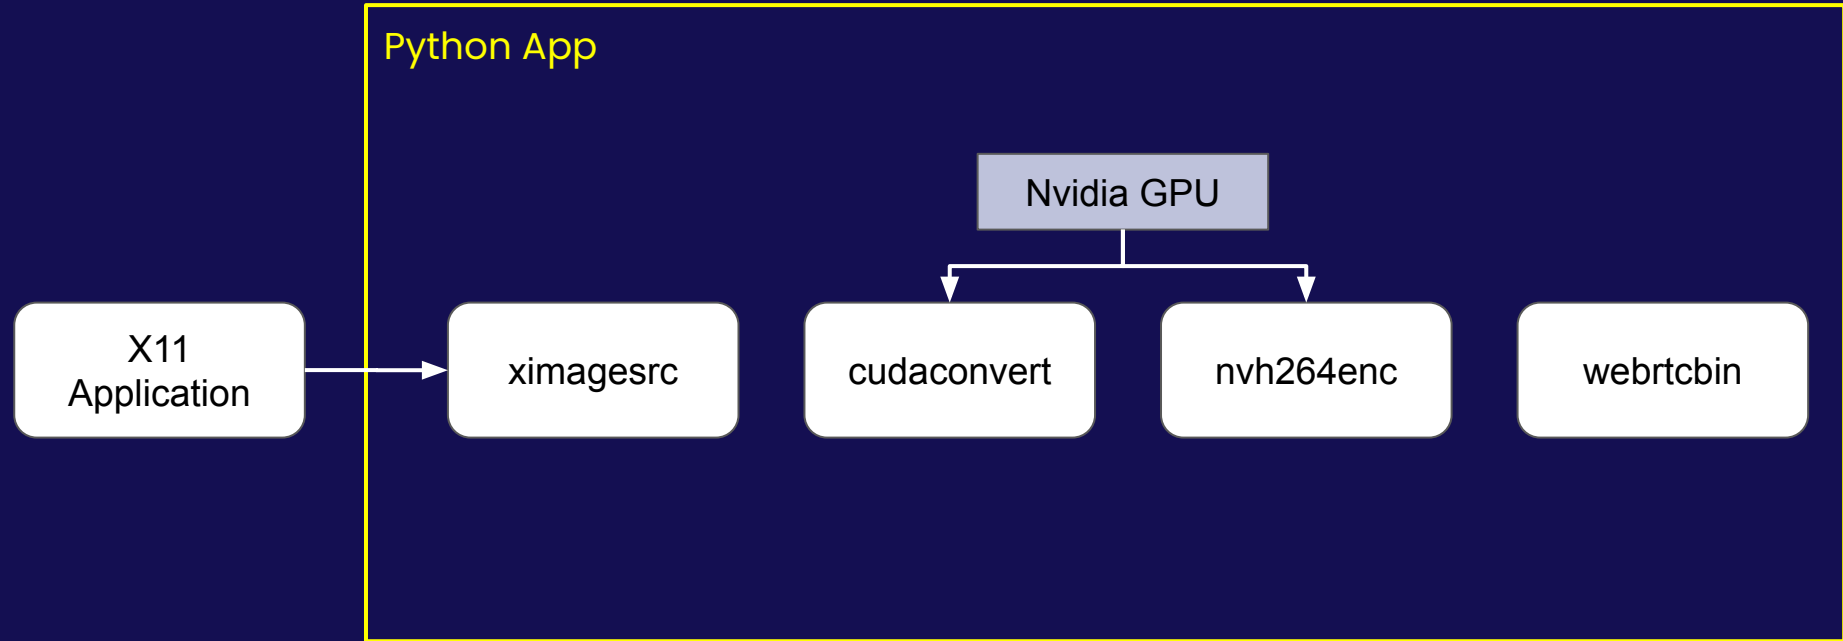 Python App
Nvidia GPU
X11
Application
ximagesrc
cudaconvert
nvh264enc
webrtcbin